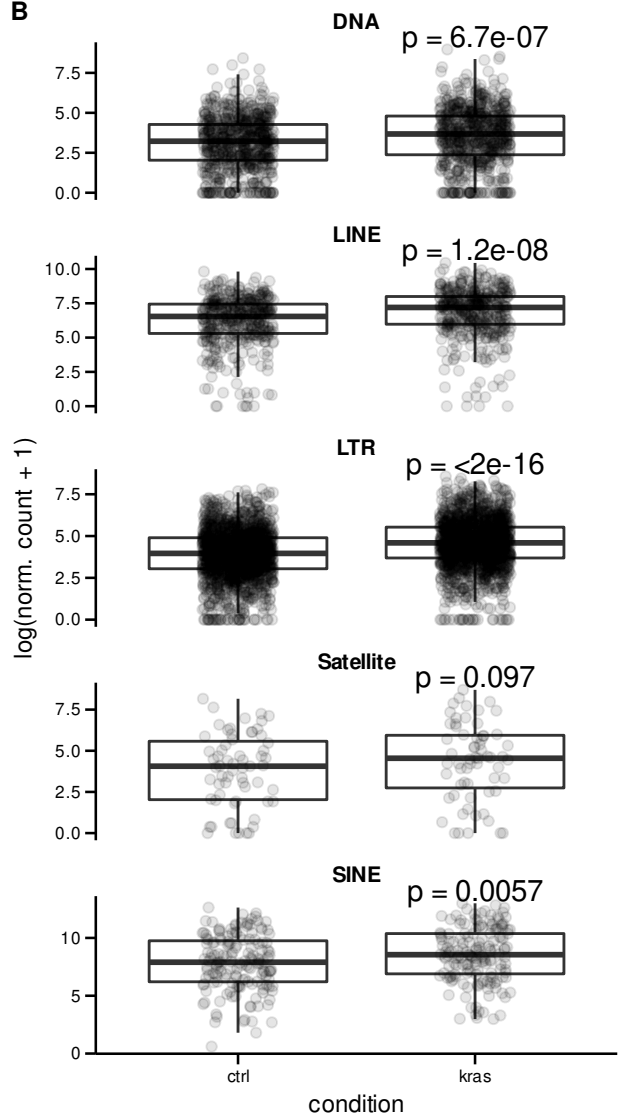 B
DNA
p = 6.7e-07
7.5
5.0
2.5
0.0
LINE
p = 1.2e-08
10.0
7.5
5.0
2.5
0.0
LTR
p = <2e-16
7.5
5.0
2.5
0.0
Satellite
p = 0.097
7.5
5.0
2.5
0.0
SINE
p = 0.0057
10
5
0
log(norm. count + 1)
ctrl
kras
condition